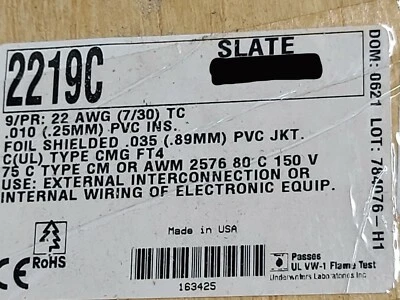 SLATE
2219C
9/PR: 22 AWG (7/30) TC
.010 (.25MM) PVC INS.
FOIL SHIELDED .035 (.89MM) PVC JKT.
C(UL) TYPE CMG FT4
75 C TYPE CM OR AWM 2576 80 C 150 V
USE: EXTERNAL INTERCONNECTION OR
INTERNAL WIRING OF ELECTRONIC EQUIP.
Made in USA
CE
RoHS
Passes
UL VW-1 Flame Test
Underwriters Laboratories Inc
163425
DOM: 0621 LOT: